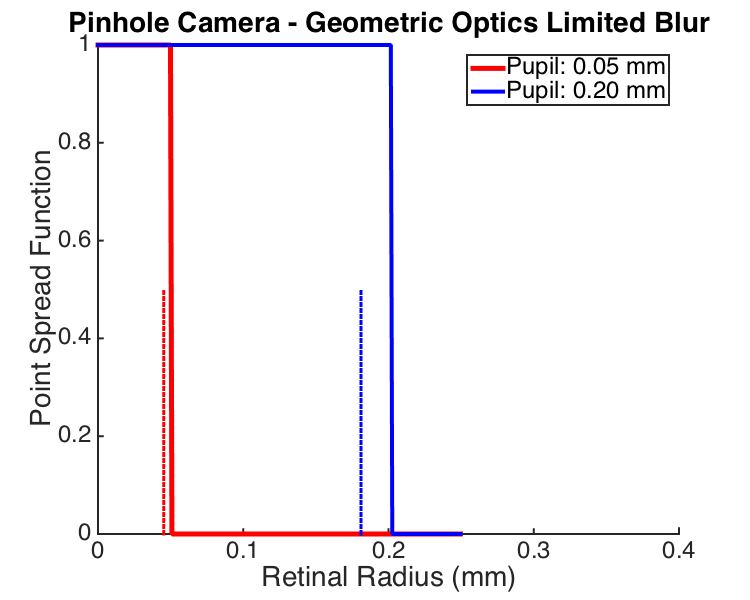 Pinhole Camera - Geometric Optics Limited Blur
1
0.8
0.6
0.4
0.2
0
Point Spread Function
Pupil: 0.05 mm
Pupil: 0.20 mm
0
0.1
0.2
0.3
0.4
Retinal Radius (mm)